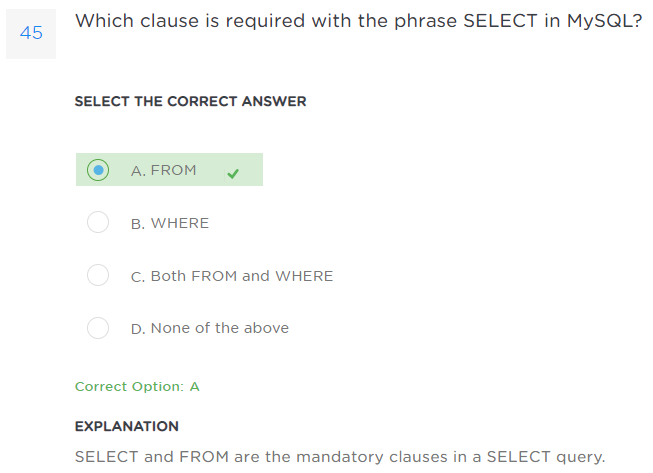 45
Which clause is required with the phrase SELECT in MySQL?
SELECT THE CORRECT ANSWER
A. FROM
B. WHERE
C. Both FROM and WHERE
D. None of the above
Correct Option: A
EXPLANATION
SELECT and FROM are the mandatory clauses in a SELECT query.